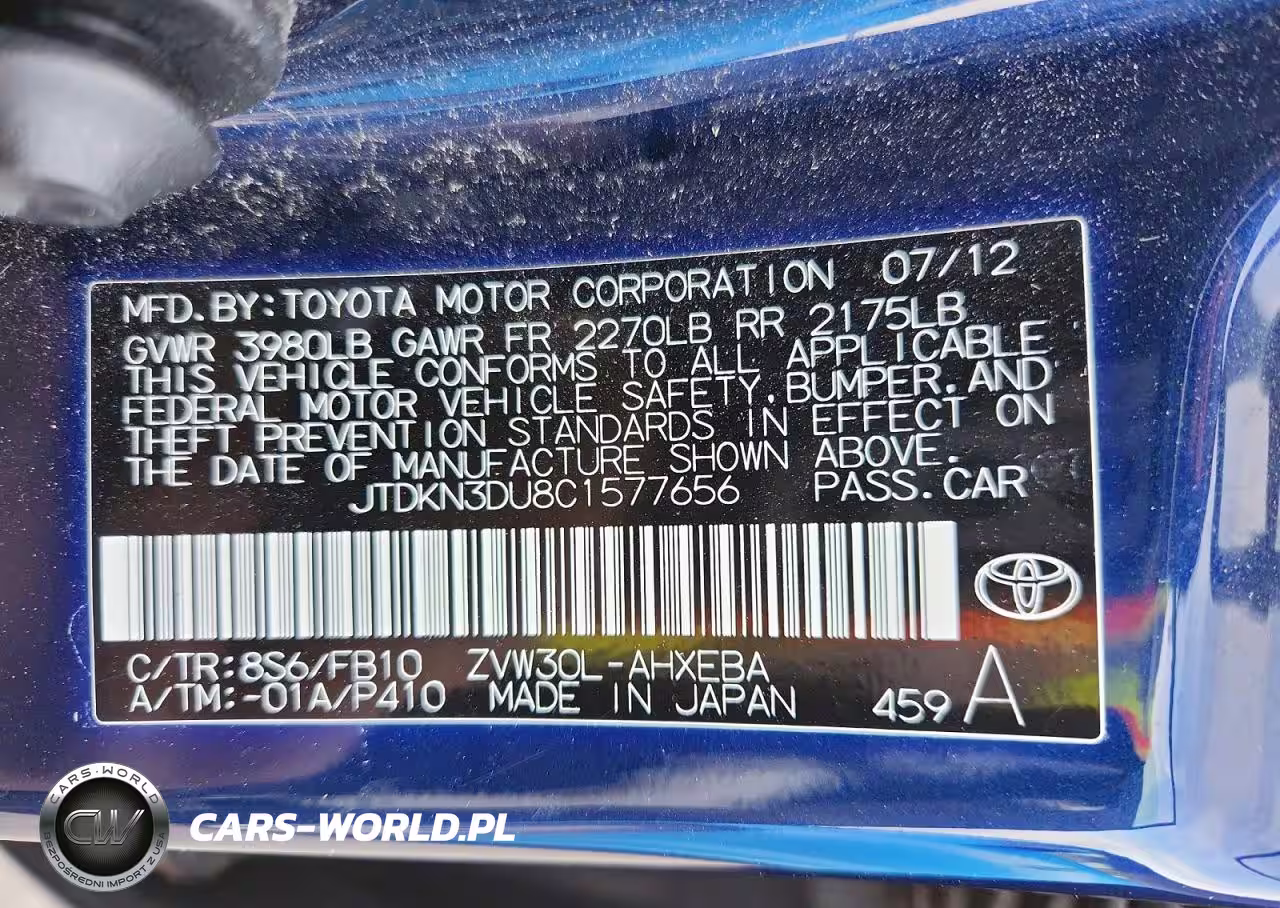 MFD.BY:TOYOTA MOTOR CORPORATION 07/12
GVWR 3980LB GAWR FR 2270LB RR 2175LB
THIS VEHICLE CONFORMS TO ALL APPLICABLE
FEDERAL MOTOR VEHICLE SAFETY,BUMPER,AND
THEFT PREVENTION STANDARDS IN EFFECT ON
THE DATE OF MANUFACTURE SHOWN ABOVE.
JTDKN3DU8C1577656 PASS.CAR
C/TR:8S6/FB10 ZVW30L-AHXEBA
A/TM:-01A/P410 MADE IN JAPAN 459 A
CARS-WORLD
CW
BEZPOŚREDNI IMPORT Z USA
CARS-WORLD.PL